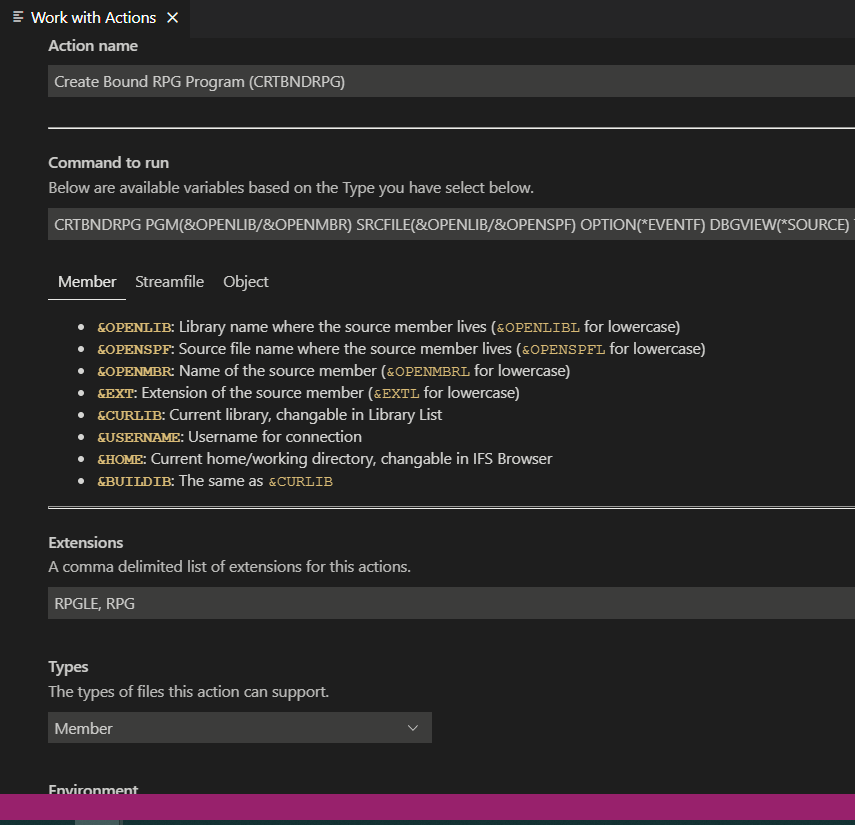 Work with Actions
Action name
Create Bound RPG Program (CRTBNDRPG)
Command to run
Below are available variables based on the Type you have select below.
CRTBNDRPG PGM(&OPENLIB/&OPENMBR) SRCFILE(&OPENLIB/&OPENSPF) OPTION(*EVENTF) DBGVIEW(*SOURCE)
Member Streamfile Object
&OPENLIB: Library name where the source member lives (&OPENLIBL for lowercase)
&OPENSPF: Source file name where the source member lives (&OPENSPFL for lowercase)
&OPENMBR: Name of the source member (&OPENMBRL for lowercase)
&EXT: Extension of the source member (&EXTL for lowercase)
&CURLIB: Current library, changable in Library List
&USERNAME: Username for connection
&HOME: Current home/working directory, changable in IFS Browser
&BUILDIB: The same as &CURLIB
Extensions
A comma delimited list of extensions for this actions.
RPGLE, RPG
Types
The types of files this action can support.
Member
Environment